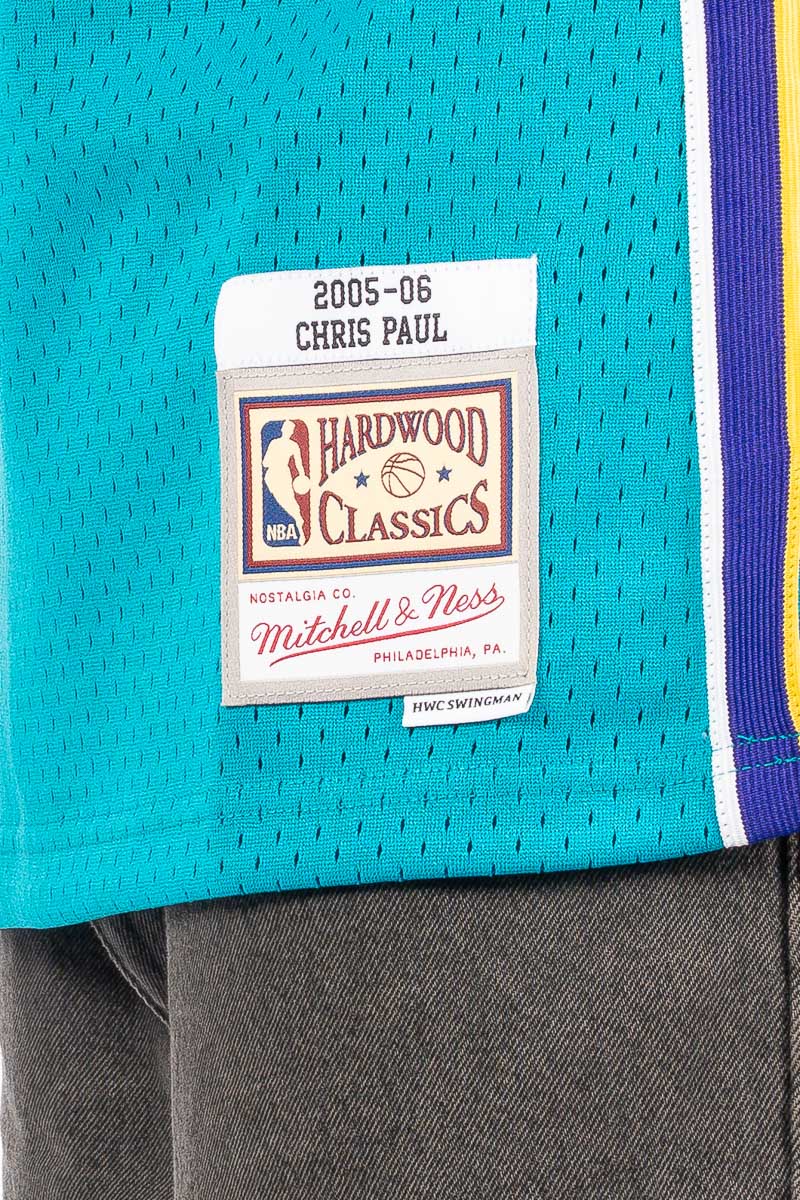 2005-06
CHRIS PAUL
HARDWOOD
CLASSICS
NBA
NOSTALGIA CO.
Mitchell & Ness
PHILADELPHIA, PA.
HWC SWINGMAN